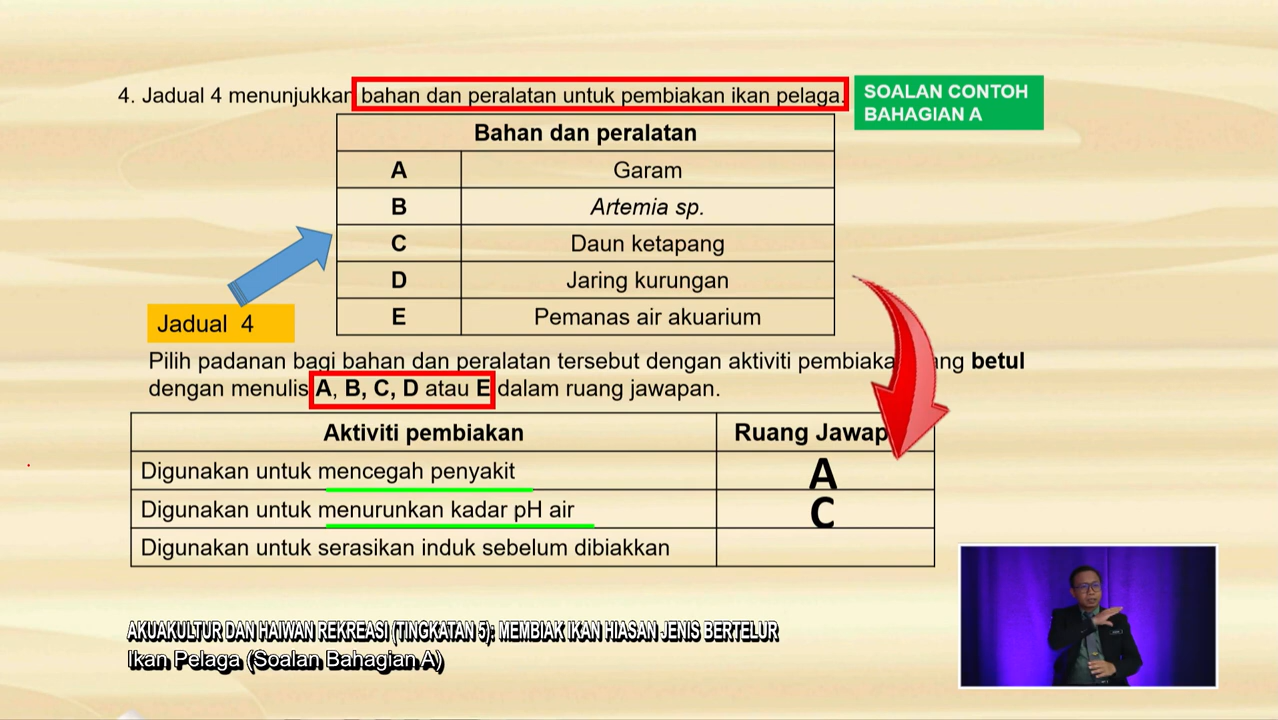 4. Jadual 4 menunjukkan bahan dan peralatan untuk pembiakan ikan pelaga.
SOALAN CONTOH
BAHAGIAN A
Bahan dan peralatan
A Garam
B Artemia sp.
C Daun ketapang
D Jaring kurungan
E Pemanas air akuarium
Jadual 4
Pilih padanan bagi bahan dan peralatan tersebut dengan aktiviti pembiaka ng betul
dengan menulis A, B, C, D atau E dalam ruang jawapan.
Aktiviti pembiakan Ruang Jawap
Digunakan untuk mencegah penyakit A
Digunakan untuk menurunkan kadar pH air C
Digunakan untuk serasikan induk sebelum dibiakkan
AKUAKULTUR DAN HAIWAN REKREASI (TINGKATAN 5): MEMBIAK IKAN HIASAN JENIS BERTELUR
Ikan Pelaga (Soalan Bahagian A)